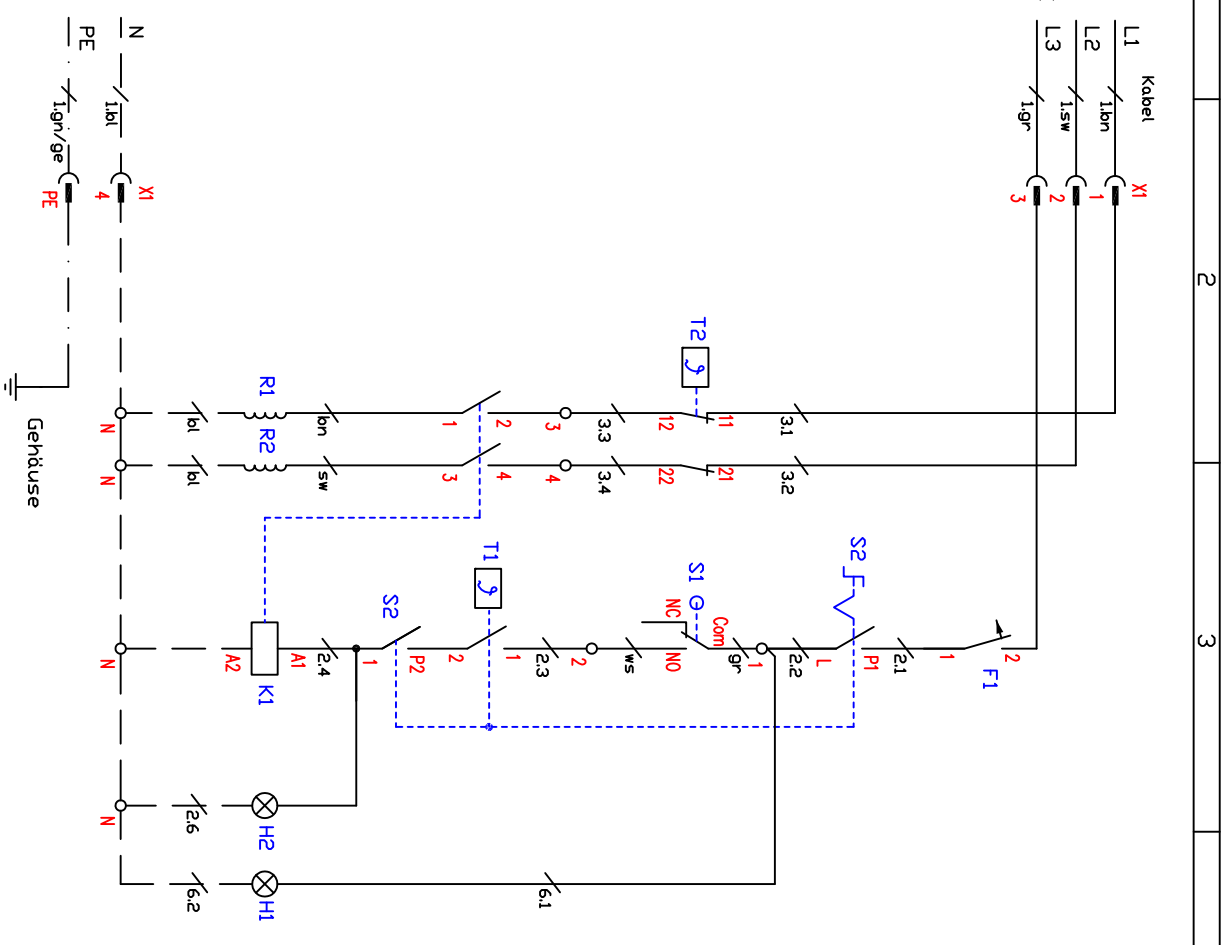 2
3
Kabel
L1
L2
L3
1.bn
1.sw
1.gr
X1
1
2
3
N
PE
1.bl
1.gn/ge
X1
4
PE
Gehäuse
T2
11
12
21
22
3.1
3.2
3.3
3.4
3
4
2
1
4
3
bn
sw
R1
R2
bl
bl
N
N
F1
2
1
2.1
S2
P1
L
2.2
1
gr
S1
Com
NC
NO
ws
2
2.3
T1
1
2
S2
P2
1
2.4
A1
K1
A2
N
H2
2.6
N
H1
6.1
6.2